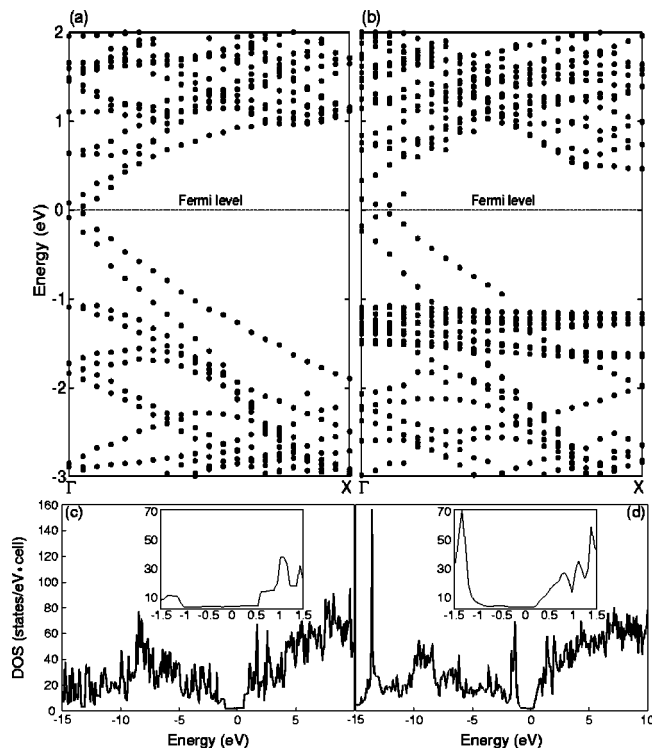 (a) (b)
2
1
0
-1
-2
-3
Energy (eV)
Fermi level Fermi level
Γ X Γ X
(c) (d)
160
140
120
100
80
60
40
20
0
DOS (states/eV•cell)
70
50
30
10
-1.5 -1 -0.5 0 0.5 1 1.5
70
50
30
10
-1.5 -1 -0.5 0 0.5 1 1.5
-15 -10 -5 0 5 -15 -10 -5 0 5 10
Energy (eV) Energy (eV)